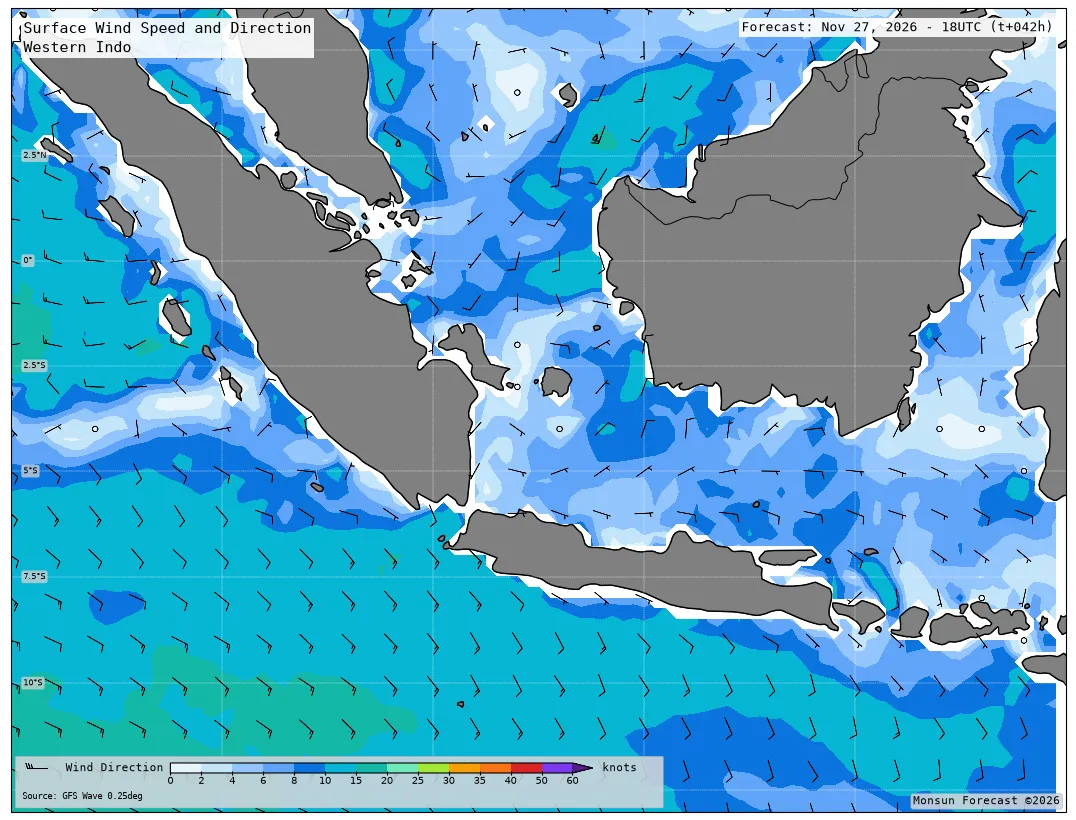 Surface Wind Speed and Direction
Western Indo
Forecast: Nov 27, 2026 - 18UTC (t+042h)
2.5°N
0°
2.5°S
5°S
7.5°S
10°S
Wind Direction
0 2 4 6 8 10 15 20 25 30 35 40 50 60
knots
Source: GFS Wave 0.25deg
Monsun Forecast ©2026